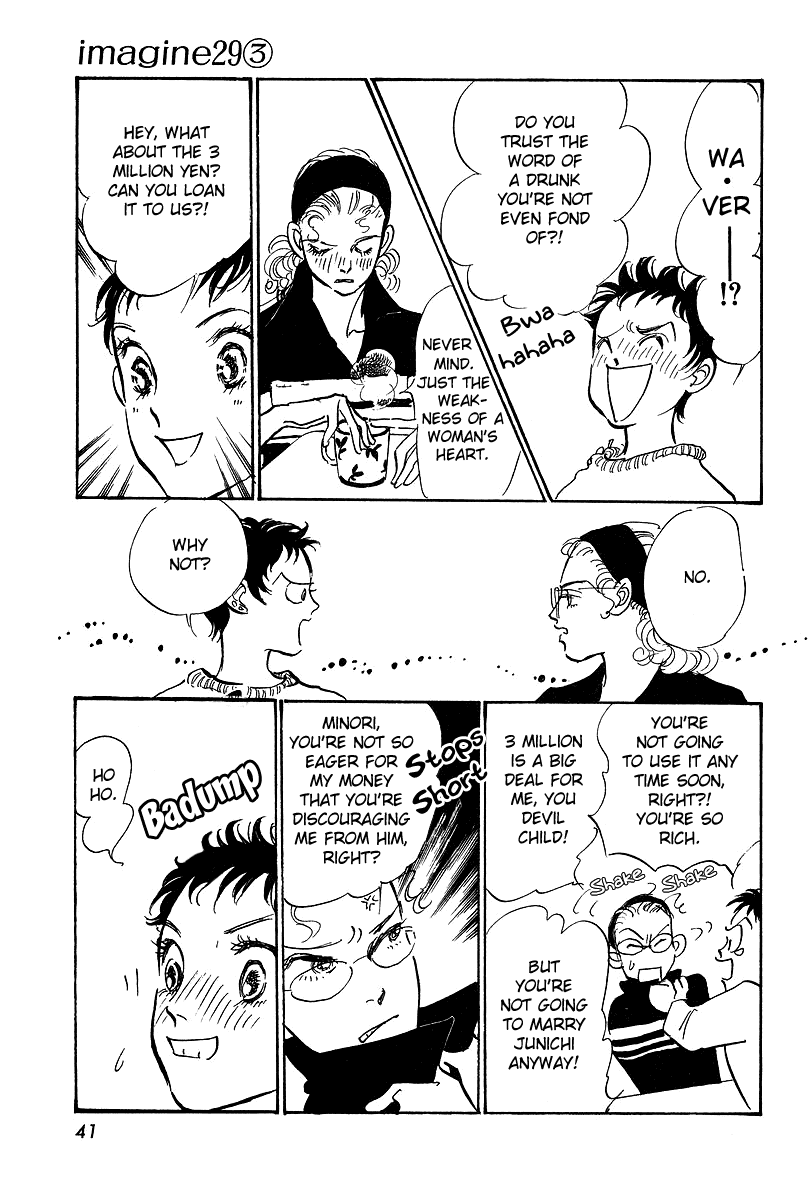 imagine29③
WA
・
VER
—
!?
DO YOU
TRUST THE
WORD OF
A DRUNK
YOU'RE NOT
EVEN FOND
OF?!
Bwa
hahaha
NEVER
MIND.
JUST THE
WEAK-
NESS OF A
WOMAN'S
HEART.
HEY, WHAT
ABOUT THE 3
MILLION YEN?
CAN YOU LOAN
IT TO US?!
NO.
WHY
NOT?
YOU'RE
NOT GOING
TO USE IT ANY
TIME SOON,
RIGHT?!
YOU'RE SO
RICH.
3 MILLION
IS A BIG
DEAL FOR
ME, YOU
DEVIL
CHILD!
Shake
Shake
BUT
YOU'RE
NOT GOING
TO MARRY
JUNICHI
ANYWAY!
Stops
Short
MINORI,
YOU'RE NOT SO
EAGER FOR
MY MONEY
THAT YOU'RE
DISCOURAGING
ME FROM HIM,
RIGHT?
Badump
HO
HO.
41